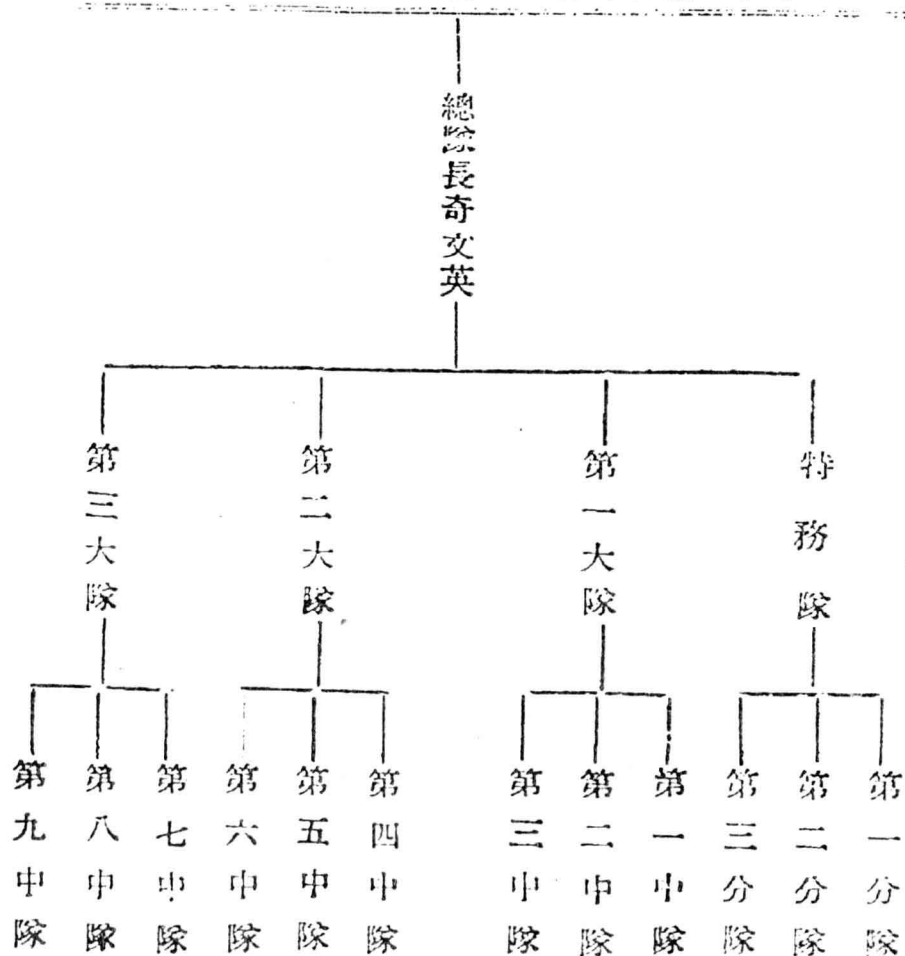 總隊長奇文英
特務隊
第一大隊
第二大隊
第三大隊
第一分隊
第二分隊
第三分隊
第一中隊
第二中隊
第三中隊
第四中隊
第五中隊
第六中隊
第七中隊
第八中隊
第九中隊